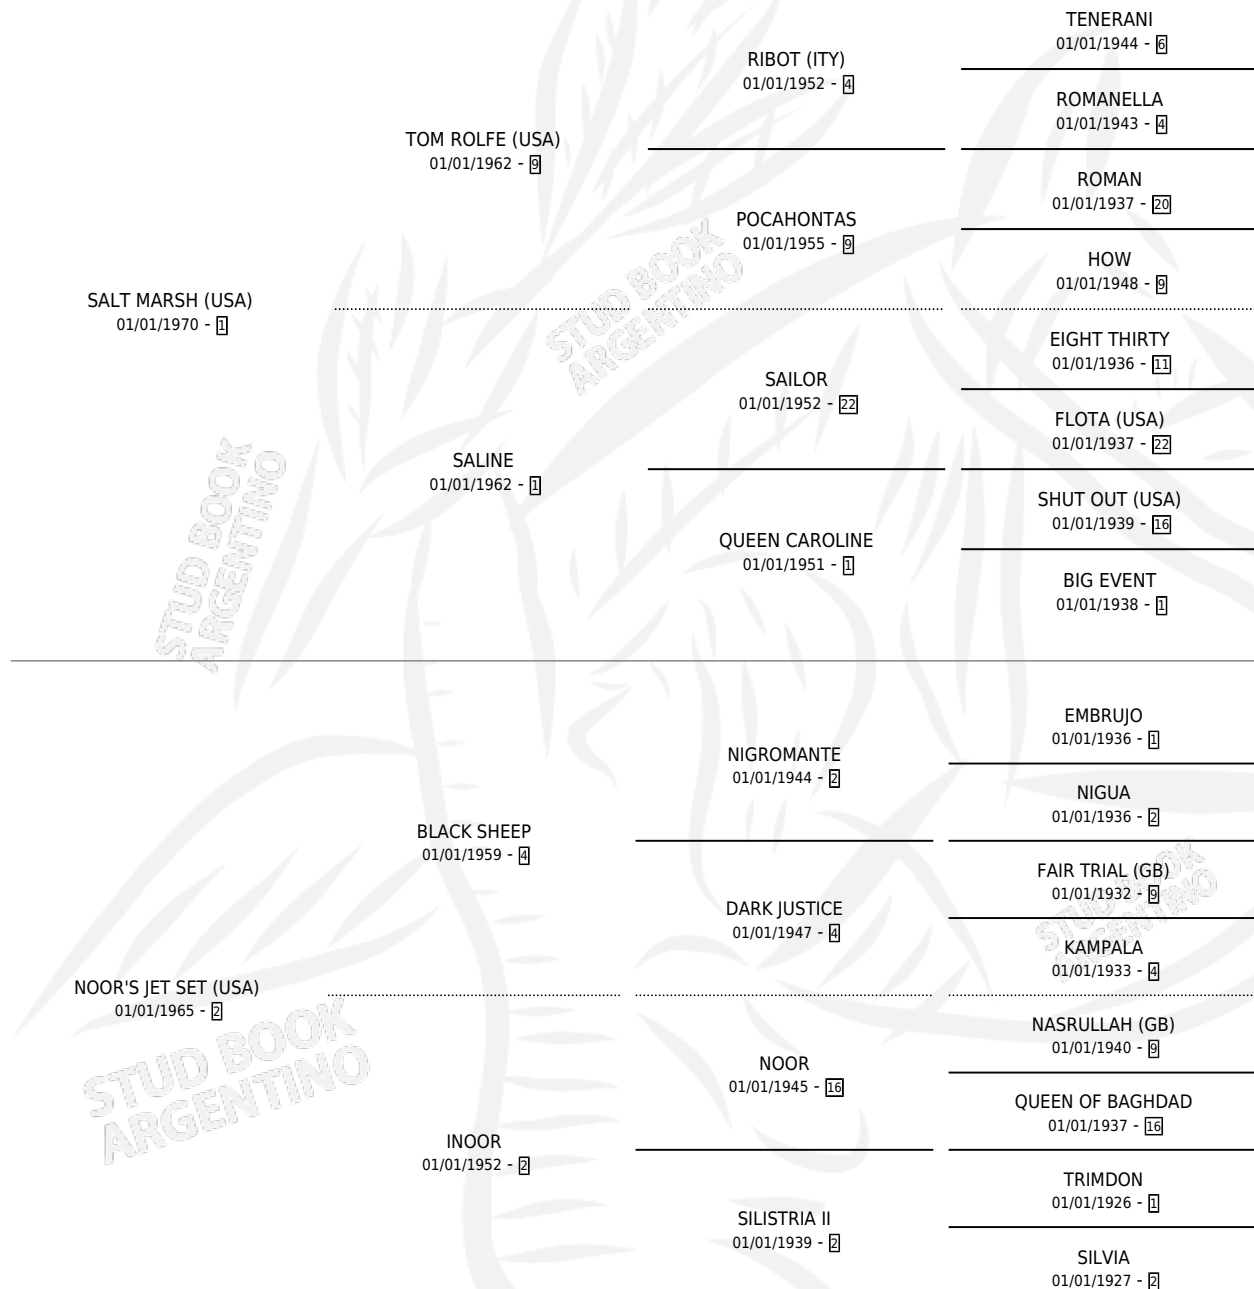 TENERANI
01/01/1944 - 6
RIBOT (ITY)
01/01/1952 - 4
ROMANELLA
01/01/1943 - 4
TOM ROLFE (USA)
01/01/1962 - 9
ROMAN
01/01/1937 - 20
POCAHONTAS
01/01/1955 - 9
HOW
01/01/1948 - 9
SALT MARSH (USA)
01/01/1970 - 1
EIGHT THIRTY
01/01/1936 - 11
SAILOR
01/01/1952 - 22
FLOTA (USA)
01/01/1937 - 22
SALINE
01/01/1962 - 1
SHUT OUT (USA)
01/01/1939 - 16
QUEEN CAROLINE
01/01/1951 - 1
BIG EVENT
01/01/1938 - 1
EMBRUJO
01/01/1936 - 1
NIGROMANTE
01/01/1944 - 2
NIGUA
01/01/1936 - 2
BLACK SHEEP
01/01/1959 - 4
FAIR TRIAL (GB)
01/01/1932 - 9
DARK JUSTICE
01/01/1947 - 4
KAMPALA
01/01/1933 - 4
NOOR'S JET SET (USA)
01/01/1965 - 2
NASRULLAH (GB)
01/01/1940 - 9
NOOR
01/01/1945 - 16
QUEEN OF BAGHDAD
01/01/1937 - 16
INOOR
01/01/1952 - 2
TRIMDON
01/01/1926 - 1
SILISTRIA II
01/01/1939 - 2
SILVIA
01/01/1927 - 2
STUD BOOK
ARGENTINO
STUD BOOK
ARGENTINO
STUD BOOK
ARGENTINO
STUD BOOK
ARGENTINO